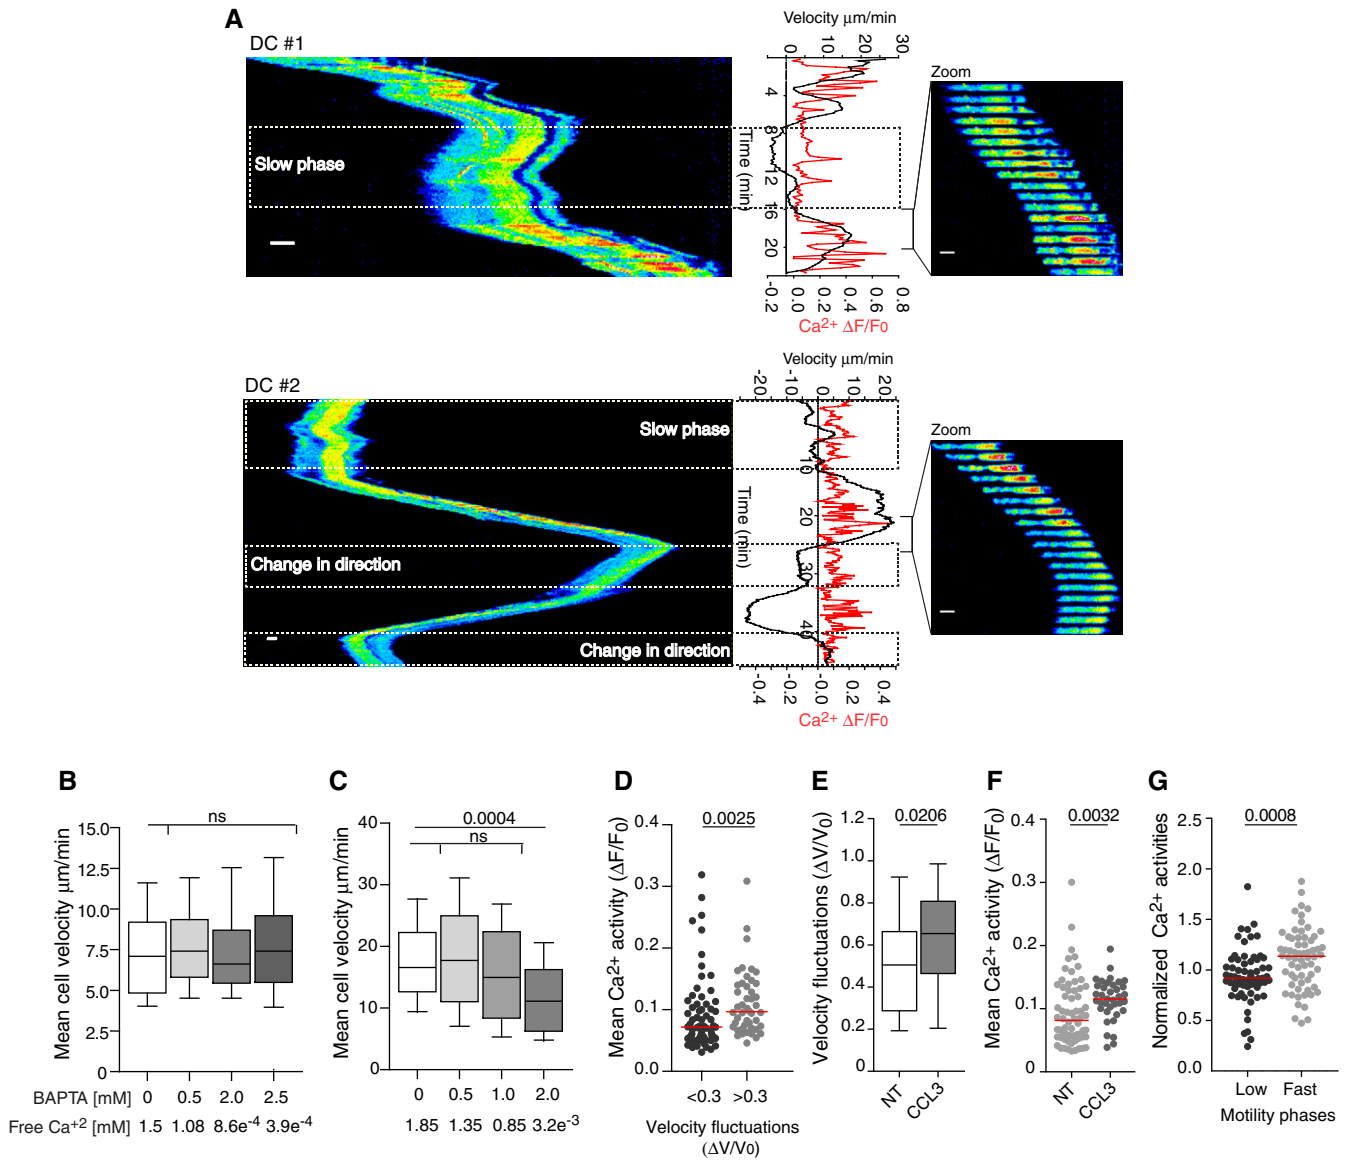 A
DC #1
Velocity μm/min
0 10 20 30
Slow phase
Time (min)
4
8
12
16
20
-0.2 0.0 0.2 0.4 0.6 0.8
Ca2+ ΔF/F0
Zoom
DC #2
Velocity μm/min
-20 -10 0 10 20
Slow phase
Change in direction
Change in direction
Time (min)
10
20
30
40
-0.4 -0.2 0.0 0.2 0.4
Ca2+ ΔF/F0
Zoom
B
Mean cell velocity μm/min
15.0
12.5
10.0
7.5
5.0
2.5
0
ns
BAPTA [mM] 0 0.5 2.0 2.5
Free Ca+2 [mM] 1.5 1.08 8.6e-4 3.9e-4
C
Mean cell velocity μm/min
40
30
20
10
0
0.0004
ns
0 0.5 1.0 2.0
1.85 1.35 0.85 3.2e-3
D
Mean Ca2+ activity (ΔF/F0)
0.4
0.3
0.2
0.1
0.0
0.0025
<0.3 >0.3
Velocity fluctuations
(ΔV/V0)
E
Velocity fluctuations (ΔV/V0)
1.2
1.0
0.8
0.6
0.4
0.2
0
0.0206
NT CCL3
F
Mean Ca2+ activity (ΔF/F0)
0.4
0.3
0.2
0.1
0
0.0032
NT CCL3
G
Normalized Ca2+ activities
2.5
2.0
1.5
1.0
0.5
0.0
0.0008
Low Fast
Motility phases